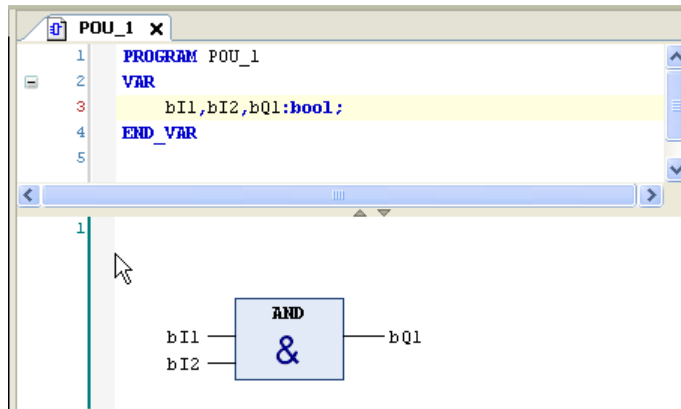 POU_1 X
1 PROGRAM POU_1
2 VAR
3 bI1,bI2,bQ1:bool;
4 END_VAR
5
1
AND
&
bI1 bQ1
bI2